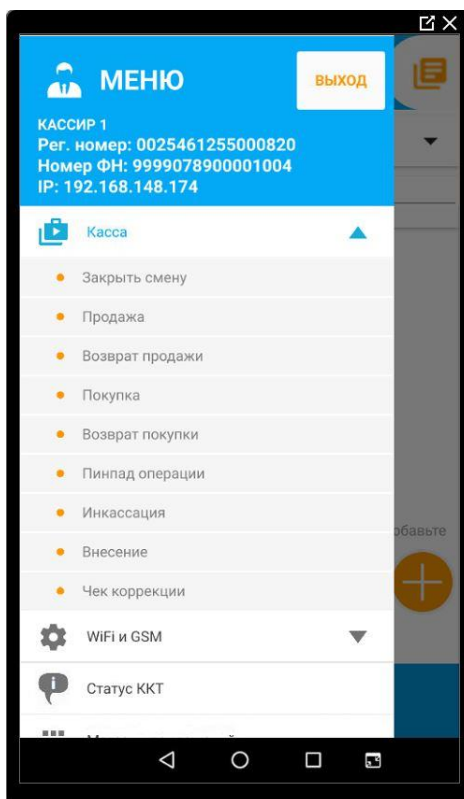 МЕНЮ
ВЫХОД
КАССИР 1
Рег. номер: 0025461255000820
Номер ФН: 9999078900001004
IP: 192.168.148.174
Касса
Закрыть смену
Продажа
Возврат продажи
Покупка
Возврат покупки
Пинпад операции
Инкассация
Внесение
Чек коррекции
WiFi и GSM
Статус ККТ